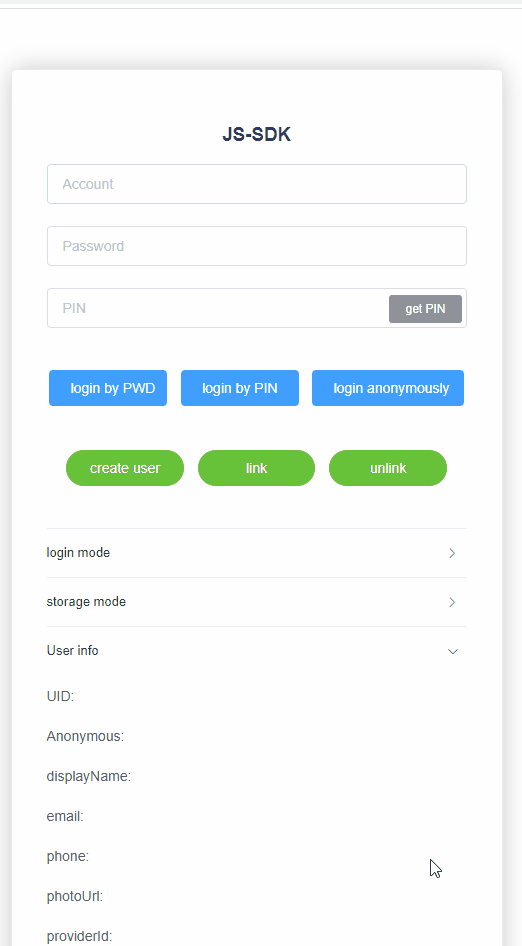 JS-SDK
Account
Password
PIN
get PIN
login by PWD
login by PIN
login anonymously
create user
link
unlink
login mode
storage mode
User info
UID:
Anonymous:
displayName:
email:
phone:
photoUrl:
providerId: